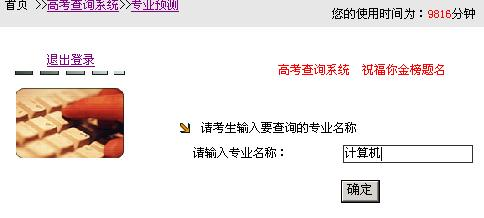 首页 >>高考查询系统>>专业预测
您的使用时间为：9816分钟
退出登录
高考查询系统 祝福你金榜题名
请考生输入要查询的专业名称
请输入专业名称： 计算机
确定